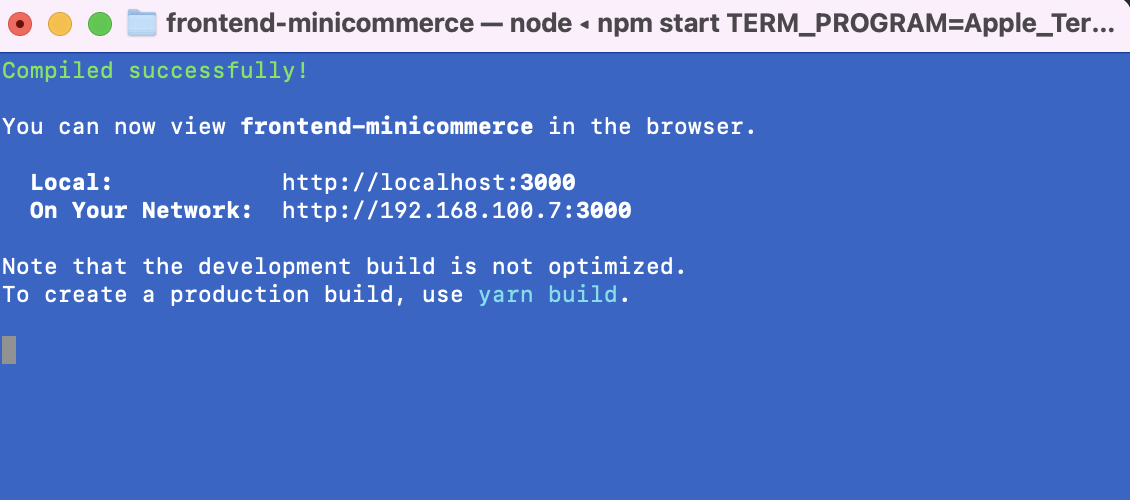 frontend-minicommerce — node ◂ npm start TERM_PROGRAM=Apple_Ter...
Compiled successfully!
You can now view frontend-minicommerce in the browser.
Local: http://localhost:3000
On Your Network: http://192.168.100.7:3000
Note that the development build is not optimized.
To create a production build, use yarn build.